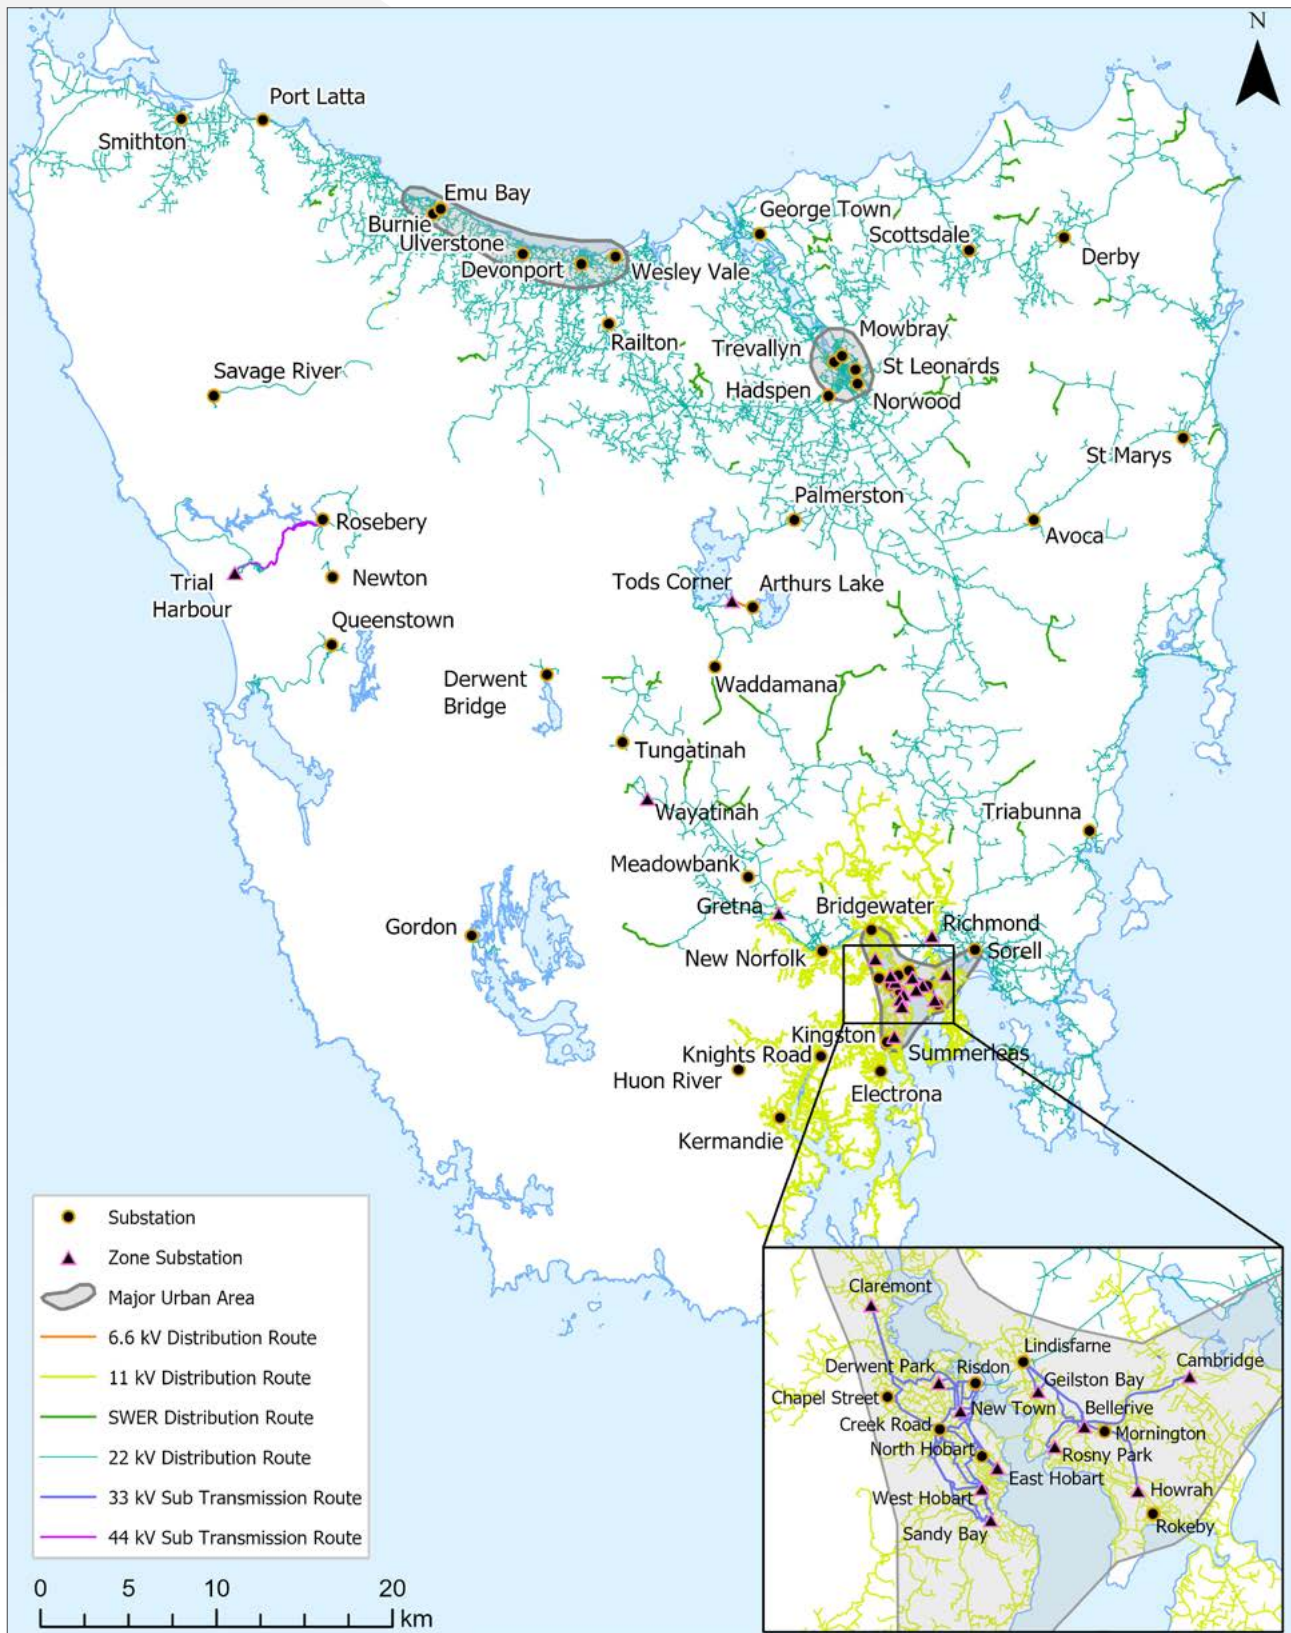 N
Port Latta
Smithton
Emu Bay
Burnie
Ulverstone
Devonport
Wesley Vale
George Town
Scottsdale
Derby
Railton
Mowbray
Trevallyn
St Leonards
Hadspen
Norwood
Savage River
St Marys
Palmerston
Rosebery
Avoca
Trial
Harbour
Newton
Tods Corner
Arthurs Lake
Queenstown
Derwent
Bridge
Waddamana
Tungatinah
Wayatinah
Triabunna
Meadowbank
Gretna
Bridgewater
Richmond
Gordon
New Norfolk
Sorell
Kingston
Knights Road
Summerleas
Huon River
Electrona
Kermandie
Substation
Zone Substation
Major Urban Area
6.6 kV Distribution Route
11 kV Distribution Route
SWER Distribution Route
22 kV Distribution Route
33 kV Sub Transmission Route
44 kV Sub Transmission Route
0 5 10 20
km
Claremont
Lindisfarne
Derwent Park
Risdon
Cambridge
Geilston Bay
Chapel Street
New Town
Bellerive
Creek Road
Mornington
North Hobart
Rosny Park
East Hobart
West Hobart
Howrah
Sandy Bay
Rokeby